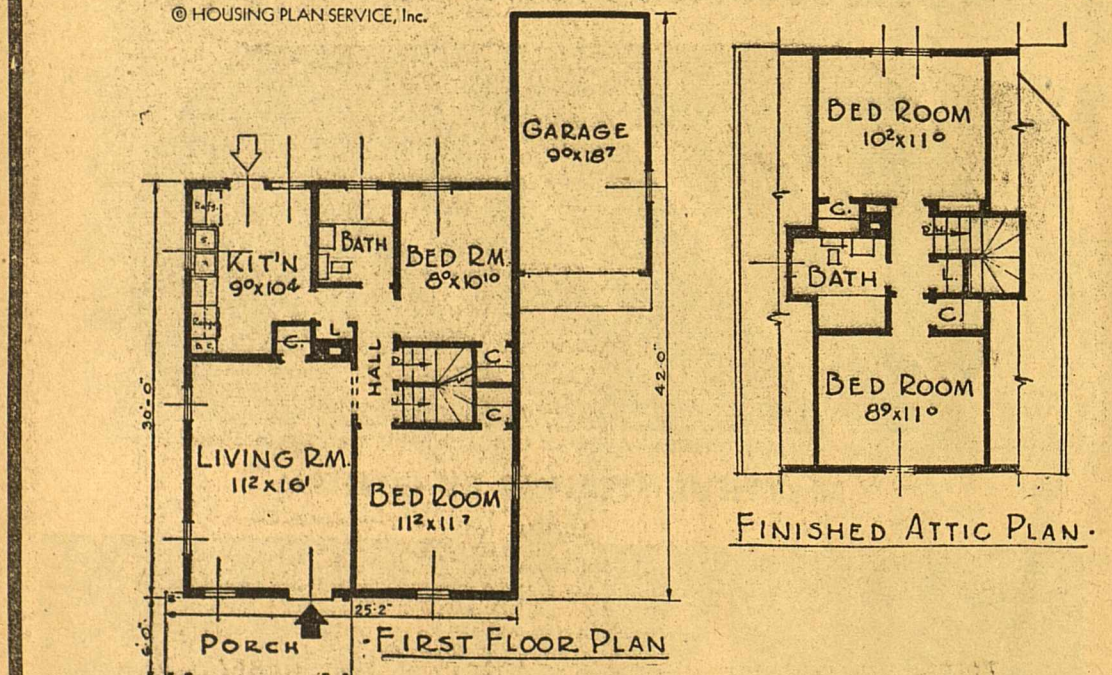 © HOUSING PLAN SERVICE, Inc.
GARAGE
9⁰x18⁷
BATH
KIT'N
9⁰x10⁴
BED RM.
8⁰x10¹⁰
C.
L
HALL
C
C.
LIVING RM.
11²x16¹
BED ROOM
11²x11⁷
30'-0"
42'-0"
25'-2"
6'-0"
PORCH
·FIRST FLOOR PLAN
BED ROOM
10²x11⁰
C.
BATH
L.
C.
BED ROOM
8⁹x11⁰
FINISHED ATTIC PLAN·